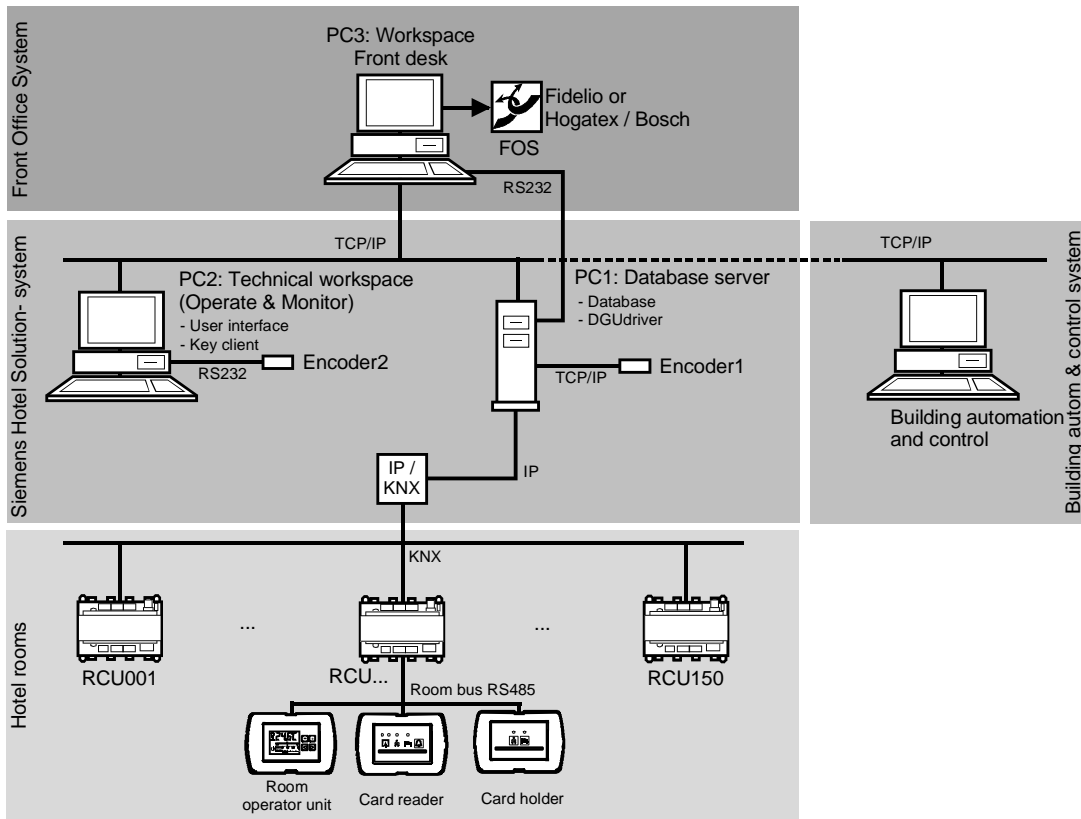 Front Office System
PC3: Workspace
Front desk
Fidelio or
Hogatex / Bosch
FOS
RS232
Siemens Hotel Solution- system
TCP/IP
PC2: Technical workspace
(Operate & Monitor)
- User interface
- Key client
RS232
Encoder2
PC1: Database server
- Database
- DGUdriver
TCP/IP
Encoder1
IP /
KNX
IP
Building autom & control system
TCP/IP
Building automation
and control
Hotel rooms
KNX
RCU001
...
RCU...
...
RCU150
Room bus RS485
Room
operator unit
Card reader
Card holder